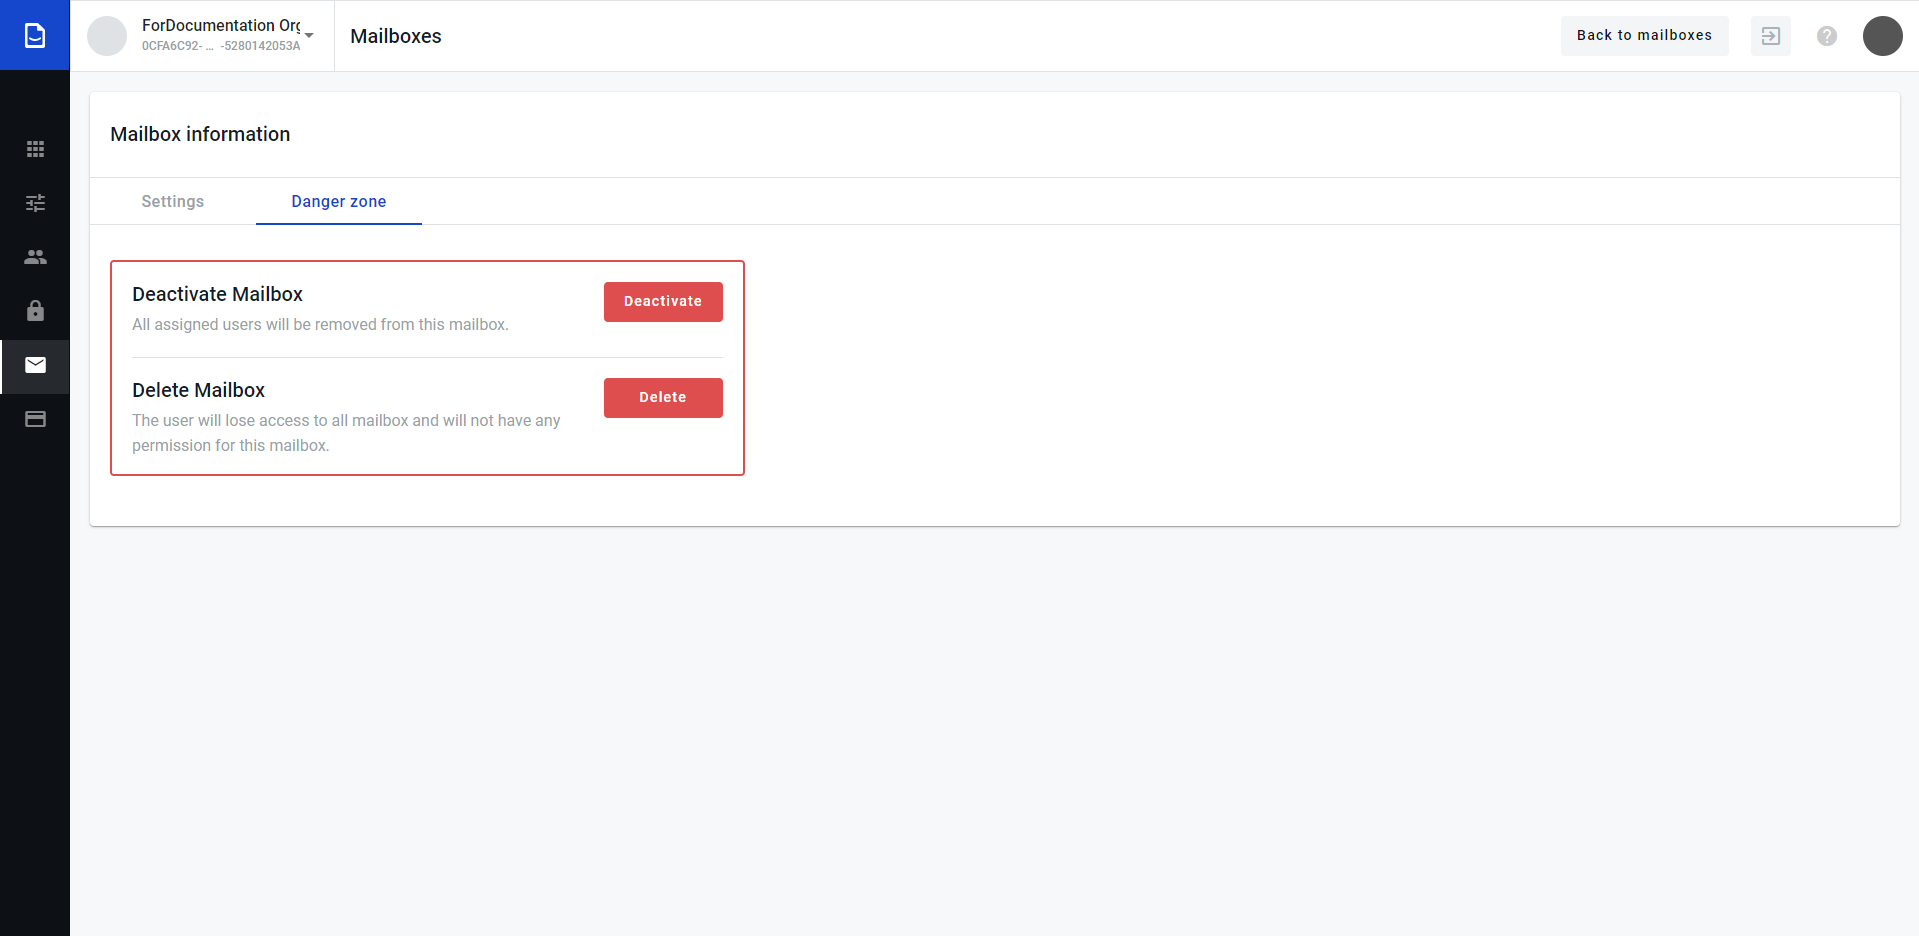 ForDocumentation Org
0CFA6C92- ... -5280142053A
Mailboxes
Back to mailboxes
Mailbox information
Settings
Danger zone
Deactivate Mailbox
Deactivate
All assigned users will be removed from this mailbox.
Delete Mailbox
Delete
The user will lose access to all mailbox and will not have any
permission for this mailbox.